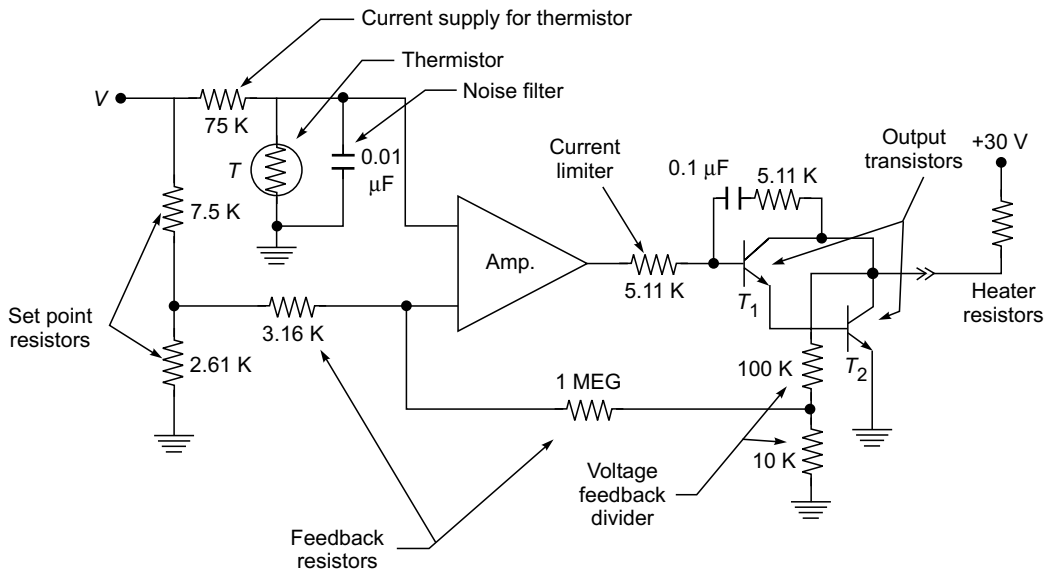 Current supply for thermistor
Thermistor
Noise filter
V
75 K
T
0.01
μF
7.5 K
Set point
resistors
3.16 K
2.61 K
Amp.
Current
limiter
5.11 K
0.1 μF
5.11 K
Output
transistors
+30 V
T1
T2
Heater
resistors
1 MEG
100 K
10 K
Voltage
feedback
divider
Feedback
resistors